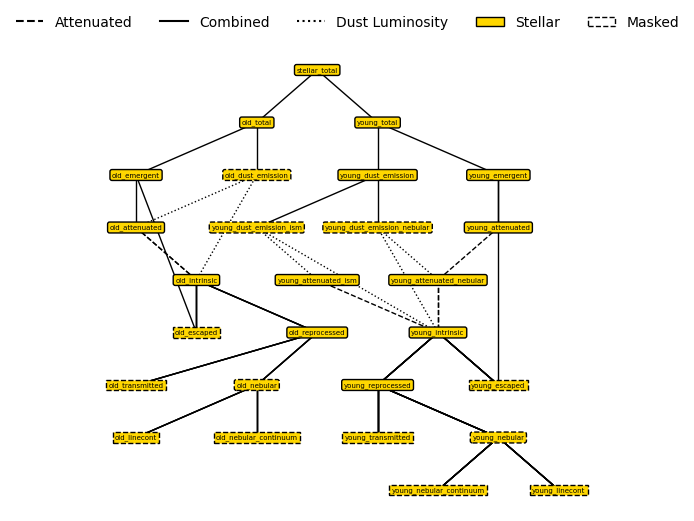 Attenuated Combined Dust Luminosity Stellar Masked
stellar_total
old_total young_total
old_emergent old_dust_emission young_dust_emission young_emergent
old_attenuated young_dust_emission_ism young_dust_emission_nebular young_attenuated
old_intrinsic young_attenuated_ism young_attenuated_nebular
old_escaped old_reprocessed young_intrinsic
old_transmitted old_nebular young_reprocessed young_escaped
old_linecont old_nebular_continuum young_transmitted young_nebular
young_nebular_continuum young_linecont